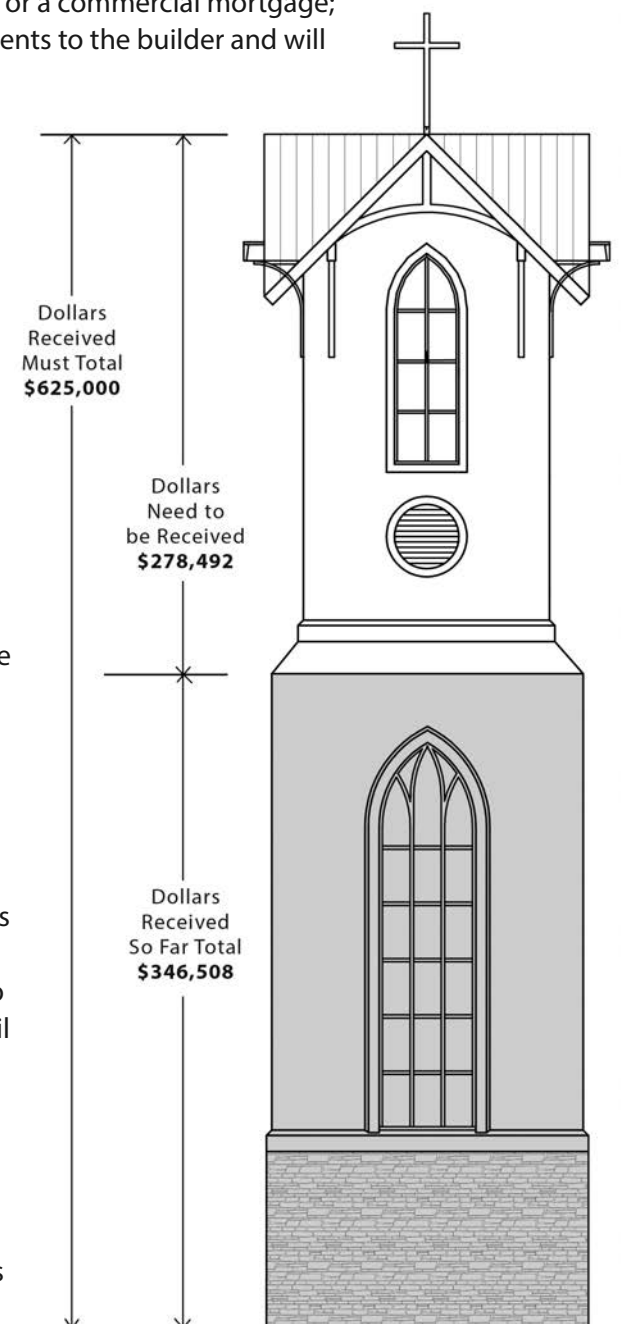 or a commercial mortgage;
ents to the builder and will
Dollars
Received
Must Total
$625,000
Dollars
Need to
be Received
$278,492
e
Dollars
Received
So Far Total
$346,508
s
o
il
s